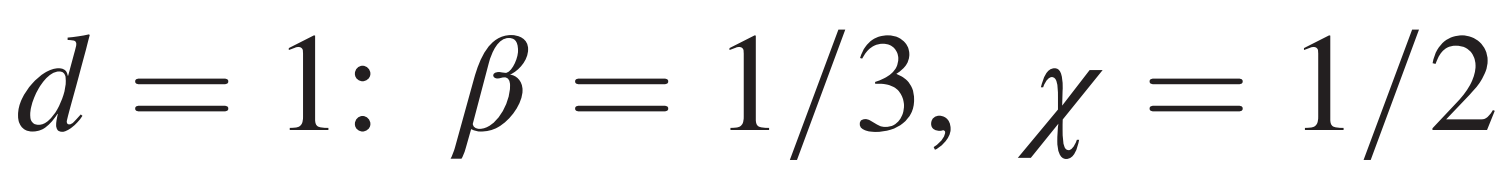 d = 1: β = 1/3, χ = 1/2